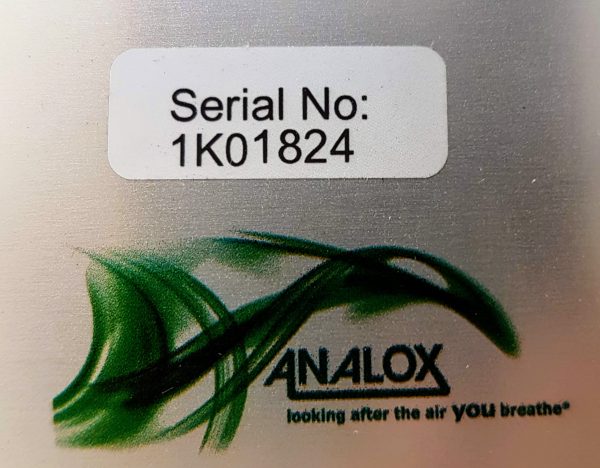 Serial No:
1K01824
ANALOX
looking after the air YOU breathe®